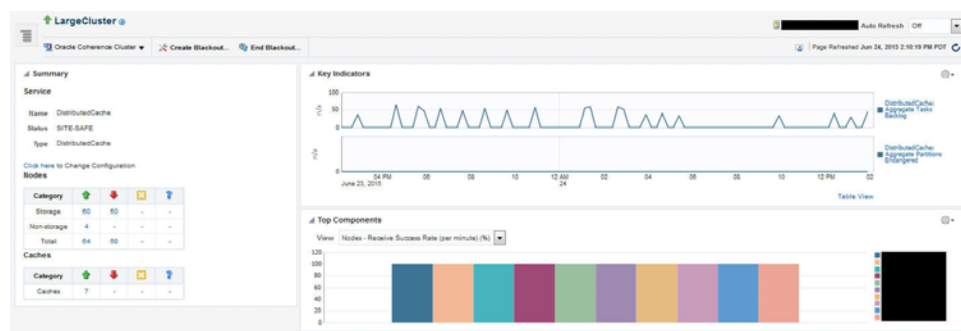 LargeCluster
Auto Refresh Off
Oracle Coherence Cluster Create Blackout... End Blackout...
Page Refreshed Jun 24, 2015 2:10:19 PM PDT
Summary
Service
Name DistributedCache
Status SITE-SAFE
Type DistributedCache
Click here to Change Configuration
Nodes
Category
Storage 60 60 - -
Non-storage 4 - - -
Total 64 60 - -
Caches
Category
Caches 7 - - -
Key Indicators
100
50
0
n/s
DistributedCache:
Aggregate Tasks
Backlog
n/s
DistributedCache:
Aggregate Partitions
Endangered
04 PM 06 08 10 12 AM 02 04 06 08 10 12 PM 02
June 23, 2015 24
Table View
Top Components
View Nodes - Receive Success Rate (per minute) (%)
120
100
80
60
40
20
0